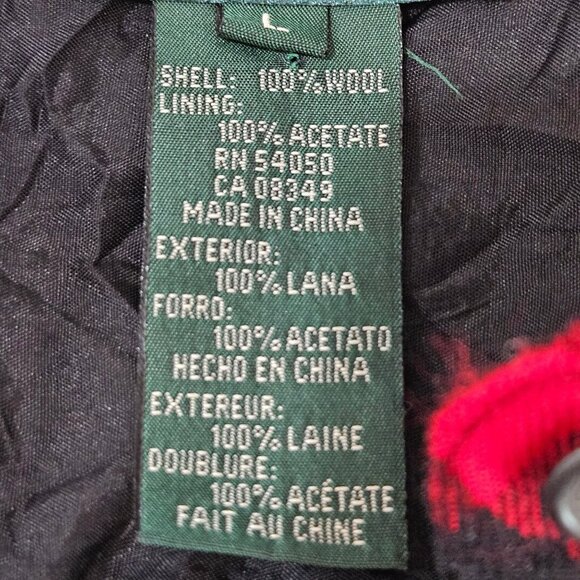 L
SHELL: 100% WOOL
LINING:
100% ACETATE
RN 54050
CA 08349
MADE IN CHINA
EXTERIOR:
100% LANA
FORRO:
100% ACETATO
HECHO EN CHINA
EXTEREUR:
100% LAINE
DOUBLURE:
100% ACÉTATE
FAIT AU CHINE